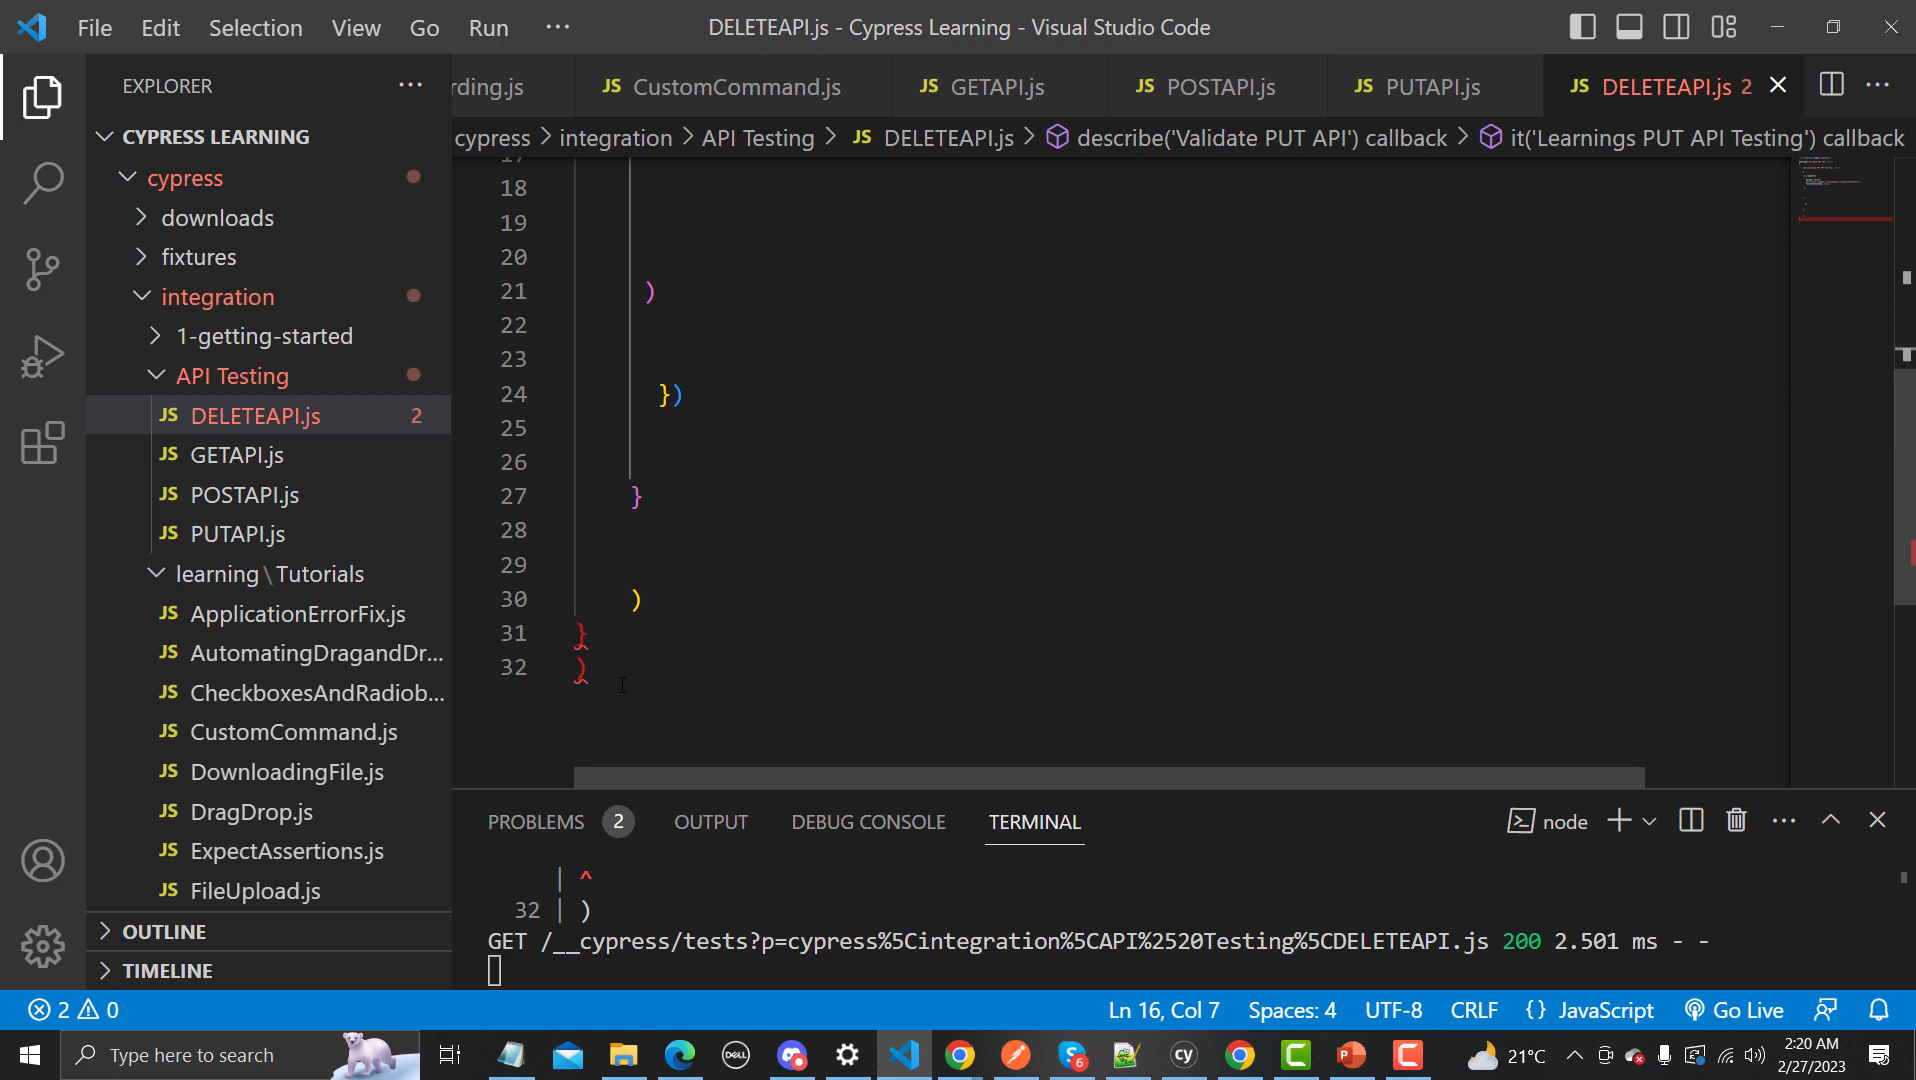 File Edit Selection View Go Run ··· DELETEAPI.js - Cypress Learning - Visual Studio Code
EXPLORER ···
rding.js JS CustomCommand.js JS GETAPI.js JS POSTAPI.js JS PUTAPI.js JS DELETEAPI.js 2
cypress > integration > API Testing > JS DELETEAPI.js > describe('Validate PUT API') callback > it('Learnings PUT API Testing') callback
CYPRESS LEARNING
cypress
downloads
fixtures
integration
1-getting-started
API Testing
JS DELETEAPI.js 2
JS GETAPI.js
JS POSTAPI.js
JS PUTAPI.js
learning\Tutorials
JS ApplicationErrorFix.js
JS AutomatingDragandDr...
JS CheckboxesAndRadiob...
JS CustomCommand.js
JS DownloadingFile.js
JS DragDrop.js
JS ExpectAssertions.js
JS FileUpload.js
OUTLINE
TIMELINE
17
18
19
20
21 )
22
23
24 })
25
26
27 }
28
29
30 )
31 }
32 )
PROBLEMS 2 OUTPUT DEBUG CONSOLE TERMINAL node
| ^
32 | )
GET /__cypress/tests?p=cypress%5Cintegration%5CAPI%2520Testing%5CDELETEAPI.js 200 2.501 ms - -
2 0 Ln 16, Col 7 Spaces: 4 UTF-8 CRLF {} JavaScript Go Live
Type here to search DELL 6 cy 21°C 2:20 AM
2/27/2023